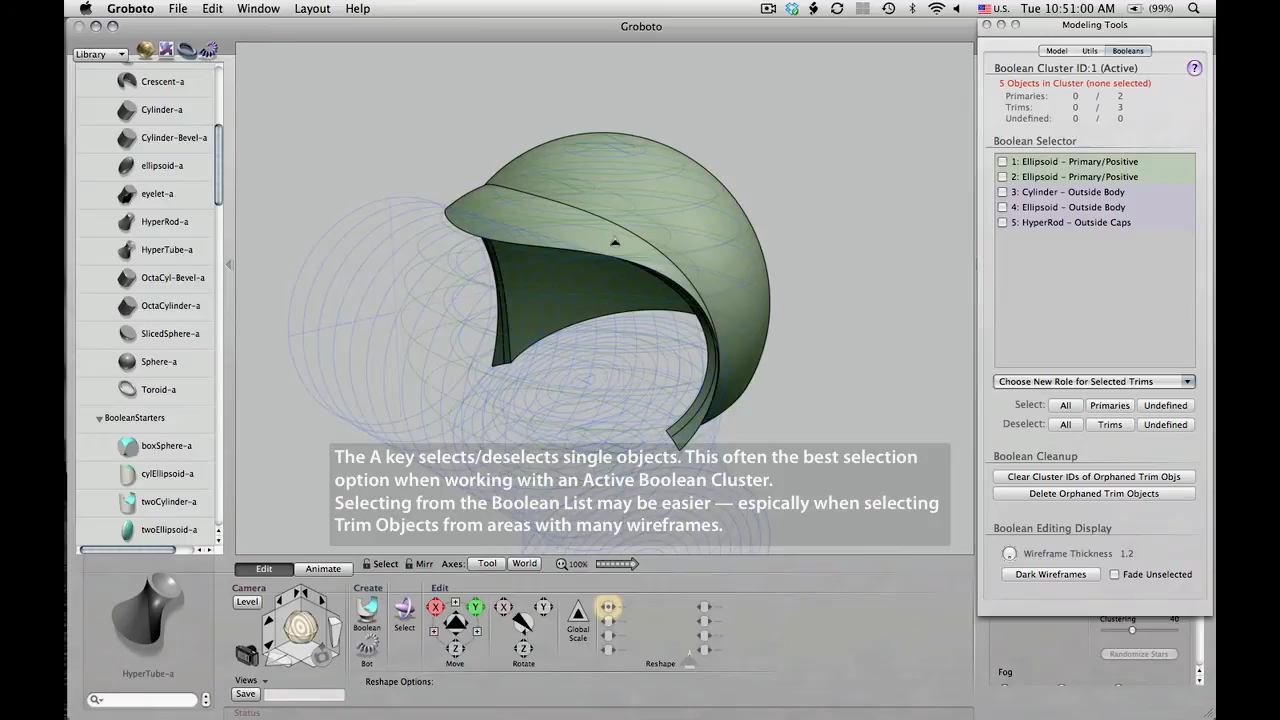 Groboto File Edit Window Layout Help
U.S. Tue 10:51:00 AM (99%)
Groboto
Modeling Tools
Library
Crescent-a
Cylinder-a
Cylinder-Bevel-a
ellipsoid-a
eyelet-a
HyperRod-a
HyperTube-a
OctaCyl-Bevel-a
OctaCylinder-a
SlicedSphere-a
Sphere-a
Toroid-a
BooleanStarters
boxSphere-a
cylEllipsoid-a
twoCylinder-a
twoEllipsoid-a
HyperTube-a
The A key selects/deselects single objects. This often the best selection
option when working with an Active Boolean Cluster.
Selecting from the Boolean List may be easier — espically when selecting
Trim Objects from areas with many wireframes.
Edit Animate Select Mirr Axes: Tool World 100%
Camera Create Edit
Level
X Y X Y
Z Z
Boolean Select Global Scale
Bot Move Rotate Reshape
Views
Save
Reshape Options:
Status
Model Utils Booleans
Boolean Cluster ID:1 (Active) ?
5 Objects in Cluster (none selected)
Primaries: 0 / 2
Trims: 0 / 3
Undefined: 0 / 0
Boolean Selector
1: Ellipsoid – Primary/Positive
2: Ellipsoid – Primary/Positive
3: Cylinder – Outside Body
4: Ellipsoid – Outside Body
5: HyperRod – Outside Caps
Choose New Role for Selected Trims
Select: All Primaries Undefined
Deselect: All Trims Undefined
Boolean Cleanup
Clear Cluster IDs of Orphaned Trim Objs
Delete Orphaned Trim Objects
Boolean Editing Display
Wireframe Thickness 1.2
Dark Wireframes Fade Unselected
Clustering 40
Randomize Stars
Fog